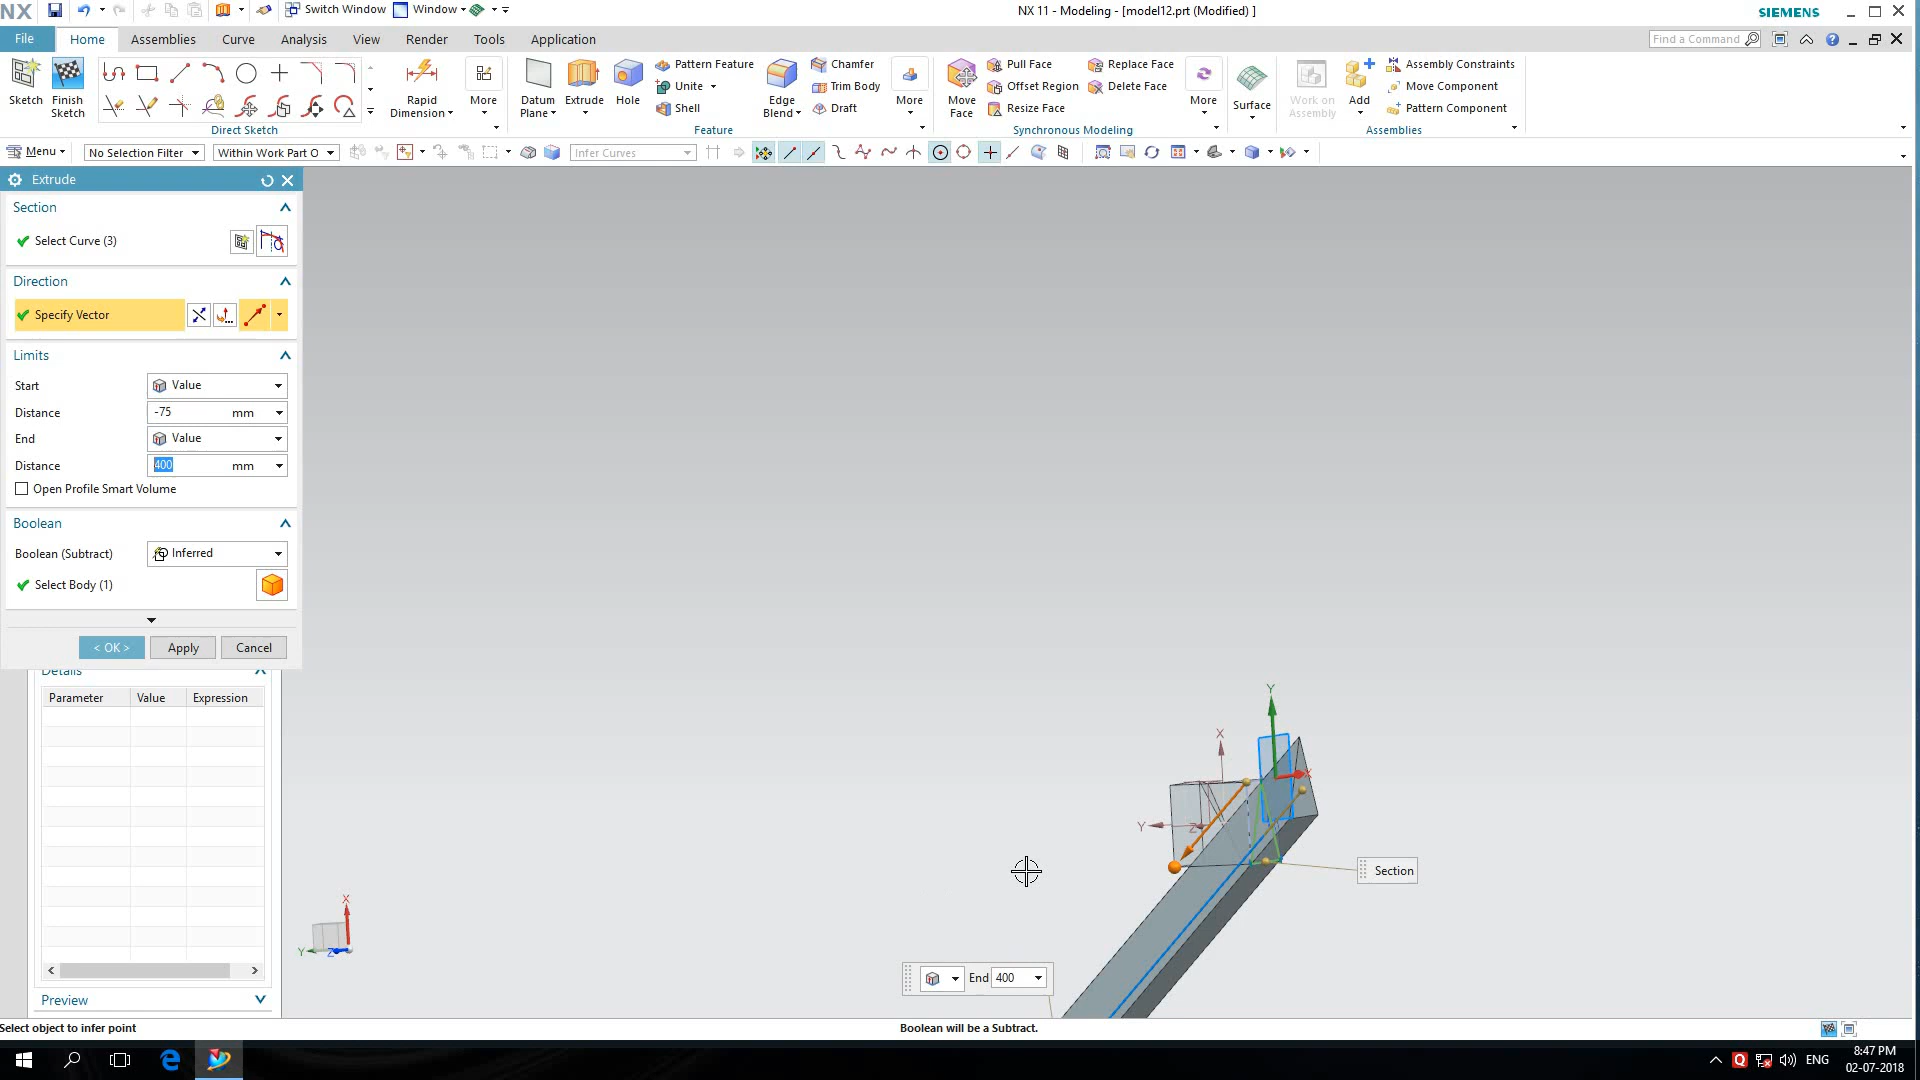 NX
Switch Window
Window
NX 11 - Modeling - [model12.prt (Modified) ]
SIEMENS
File
Home
Assemblies
Curve
Analysis
View
Render
Tools
Application
Find a Command
Sketch
Finish Sketch
Rapid Dimension
More
Direct Sketch
Datum Plane
Extrude
Hole
Pattern Feature
Unite
Shell
Edge Blend
Chamfer
Trim Body
Draft
More
Feature
Move Face
Pull Face
Offset Region
Resize Face
Replace Face
Delete Face
More
Synchronous Modeling
Surface
Work on Assembly
Add
Assembly Constraints
Move Component
Pattern Component
Assemblies
Menu
No Selection Filter
Within Work Part O
Infer Curves
Extrude
Section
Select Curve (3)
Direction
Specify Vector
Limits
Start
Value
Distance
-75 mm
End
Value
Distance
400 mm
Open Profile Smart Volume
Boolean
Boolean (Subtract)
Inferred
Select Body (1)
< OK >
Apply
Cancel
Details
Parameter
Value
Expression
Preview
Y
X
X
Y
Z
Section
X
Y
Z
End 400
Select object to infer point
Boolean will be a Subtract.
ENG
8:47 PM
02-07-2018